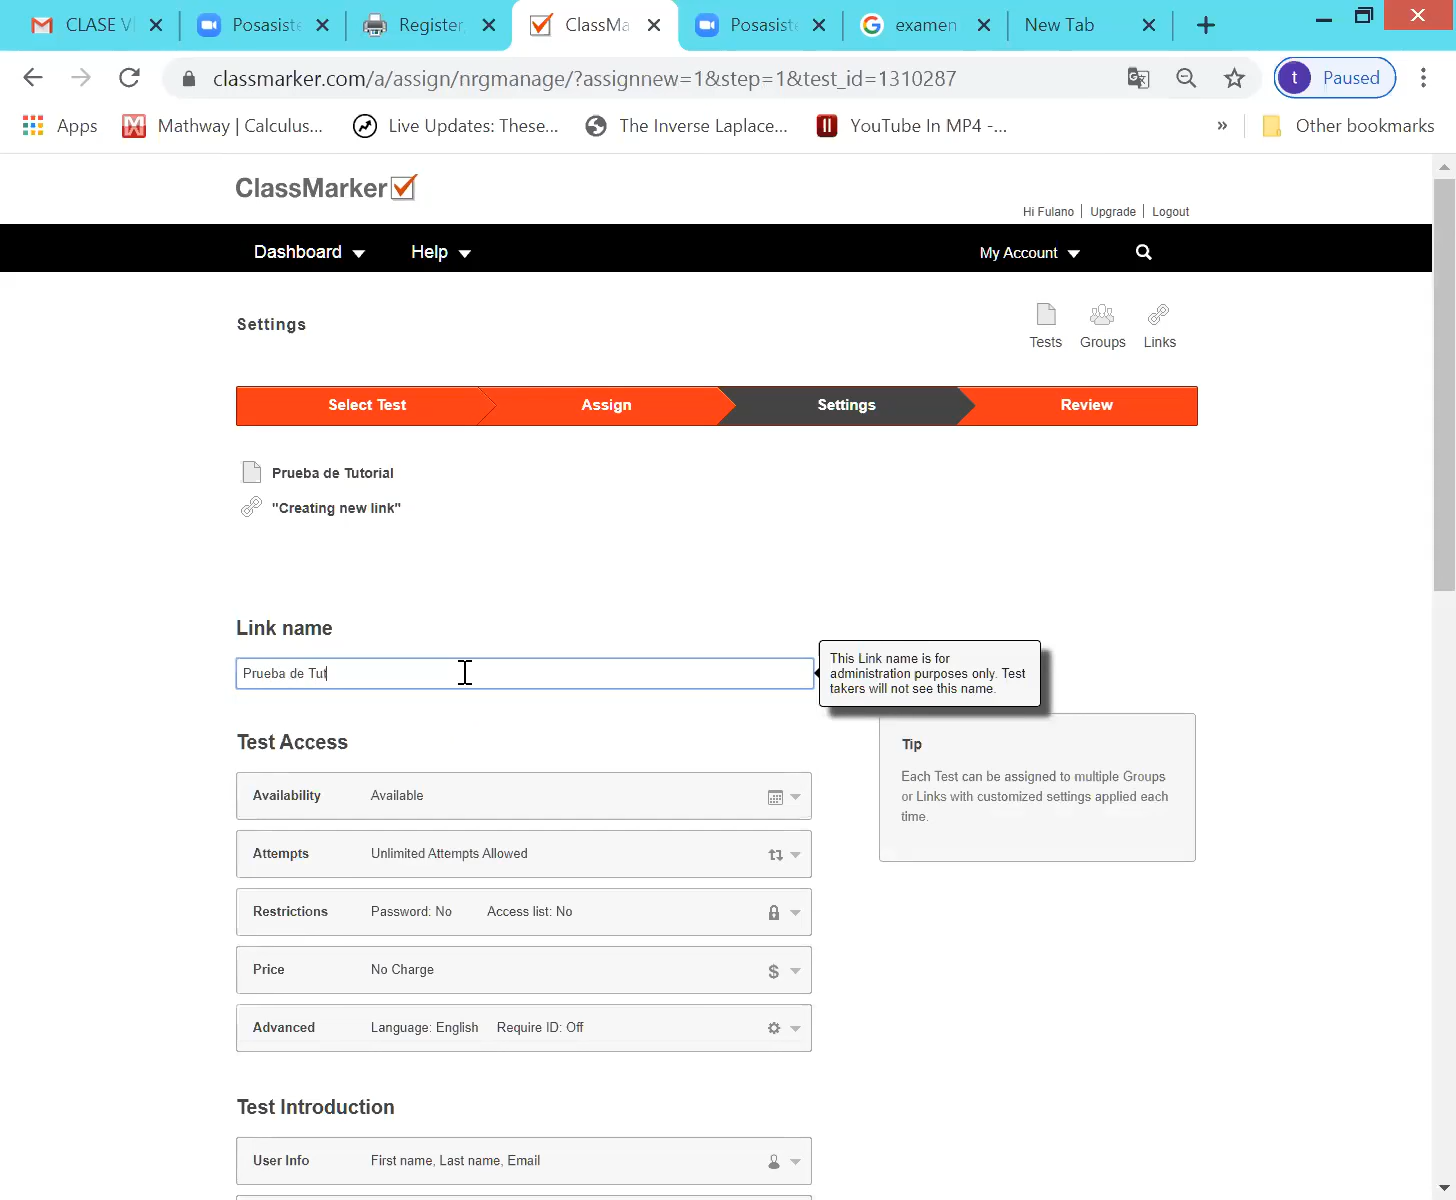 CLASE V
Posasiste
Register,
ClassMa
Posasist
examen
New Tab
classmarker.com/a/assign/nrgmanage/?assignnew=1&step=1&test_id=1310287
t Paused
Apps
Mathway | Calculus...
Live Updates: These...
The Inverse Laplace...
YouTube In MP4 -...
»
Other bookmarks
ClassMarker
Hi Fulano | Upgrade | Logout
Dashboard
Help
My Account
Settings
Tests
Groups
Links
Select Test
Assign
Settings
Review
Prueba de Tutorial
"Creating new link"
Link name
Prueba de Tut
This Link name is for
administration purposes only. Test
takers will not see this name.
Test Access
Tip
Each Test can be assigned to multiple Groups
or Links with customized settings applied each
time.
Availability Available
Attempts Unlimited Attempts Allowed
Restrictions Password: No Access list: No
Price No Charge $
Advanced Language: English Require ID: Off
Test Introduction
User Info First name, Last name, Email